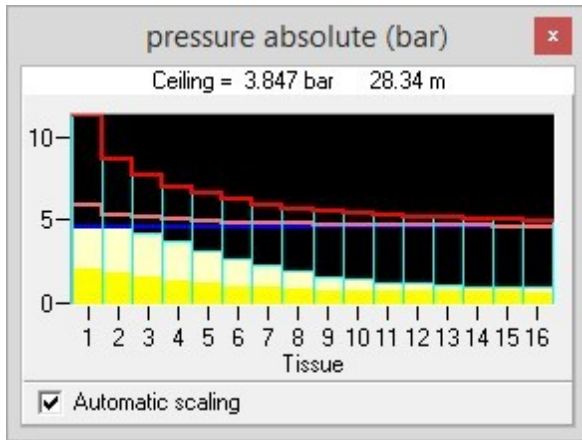 pressure absolute (bar)
x
Ceiling = 3.847 bar 28.34 m
10
5
0
1 2 3 4 5 6 7 8 9 10 11 12 13 14 15 16
Tissue
Automatic scaling